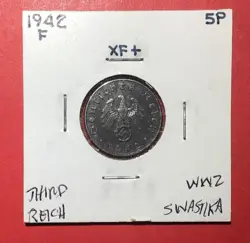 1942 5P
F
XF+
THIRD WW2
REICH SWASTIKA